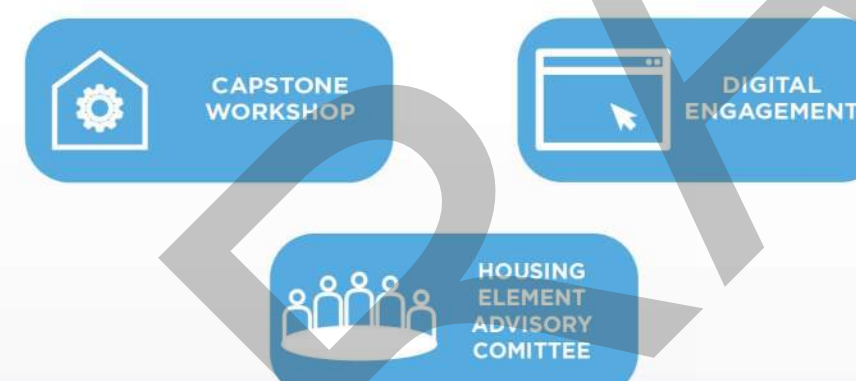 CAPSTONE
WORKSHOP
DIGITAL
ENGAGEMENT
HOUSING
ELEMENT
ADVISORY
COMITTEE